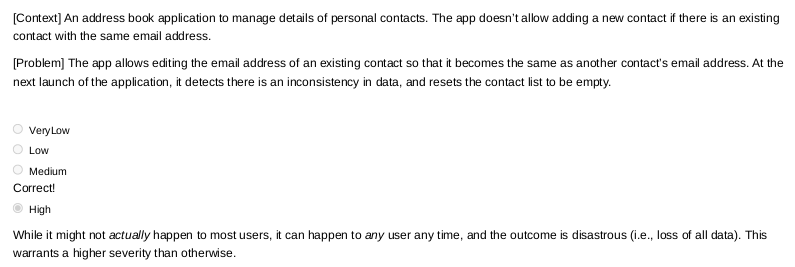 [Context] An address book application to manage details of personal contacts. The app doesn’t allow adding a new contact if there is an existing
contact with the same email address.
[Problem] The app allows editing the email address of an existing contact so that it becomes the same as another contact’s email address. At the
next launch of the application, it detects there is an inconsistency in data, and resets the contact list to be empty.
VeryLow
Low
Medium
Correct!
High
While it might not actually happen to most users, it can happen to any user any time, and the outcome is disastrous (i.e., loss of all data). This
warrants a higher severity than otherwise.